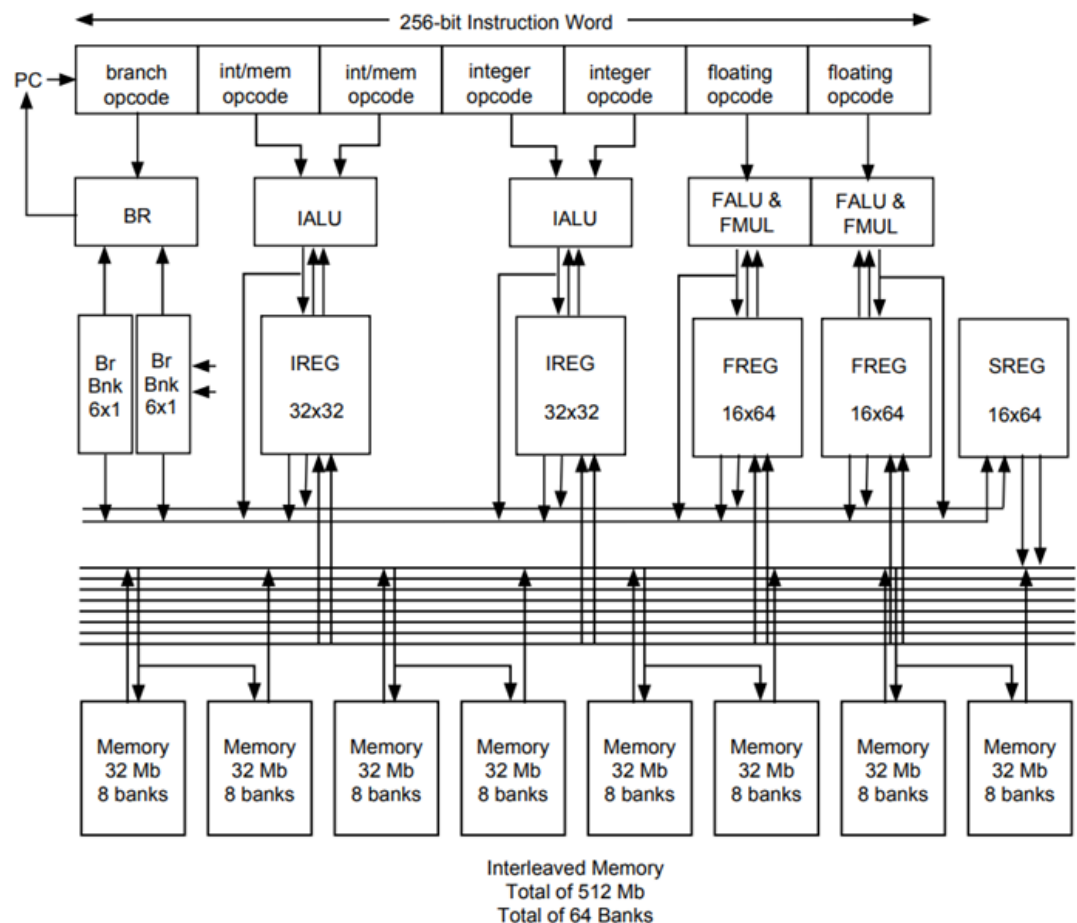 256-bit Instruction Word
PC
branch
opcode
int/mem
opcode
int/mem
opcode
integer
opcode
integer
opcode
floating
opcode
floating
opcode
BR
IALU
IALU
FALU &
FMUL
FALU &
FMUL
Br
Bnk
6x1
Br
Bnk
6x1
IREG
32x32
IREG
32x32
FREG
16x64
FREG
16x64
SREG
16x64
Memory
32 Mb
8 banks
Memory
32 Mb
8 banks
Memory
32 Mb
8 banks
Memory
32 Mb
8 banks
Memory
32 Mb
8 banks
Memory
32 Mb
8 banks
Memory
32 Mb
8 banks
Memory
32 Mb
8 banks
Interleaved Memory
Total of 512 Mb
Total of 64 Banks